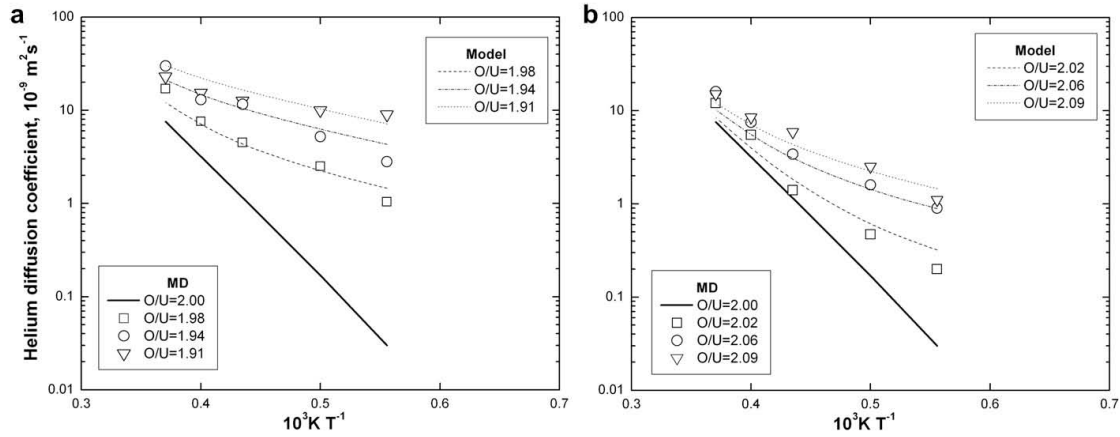 a
Helium diffusion coefficient, 10⁻⁹ m²s⁻¹
100
10
1
0.1
0.01
Model
O/U=1.98
O/U=1.94
O/U=1.91
MD
O/U=2.00
O/U=1.98
O/U=1.94
O/U=1.91
0.3 0.4 0.5 0.6 0.7
10³K T⁻¹
b
100
10
1
0.1
0.01
Model
O/U=2.02
O/U=2.06
O/U=2.09
MD
O/U=2.00
O/U=2.02
O/U=2.06
O/U=2.09
0.3 0.4 0.5 0.6 0.7
10³K T⁻¹